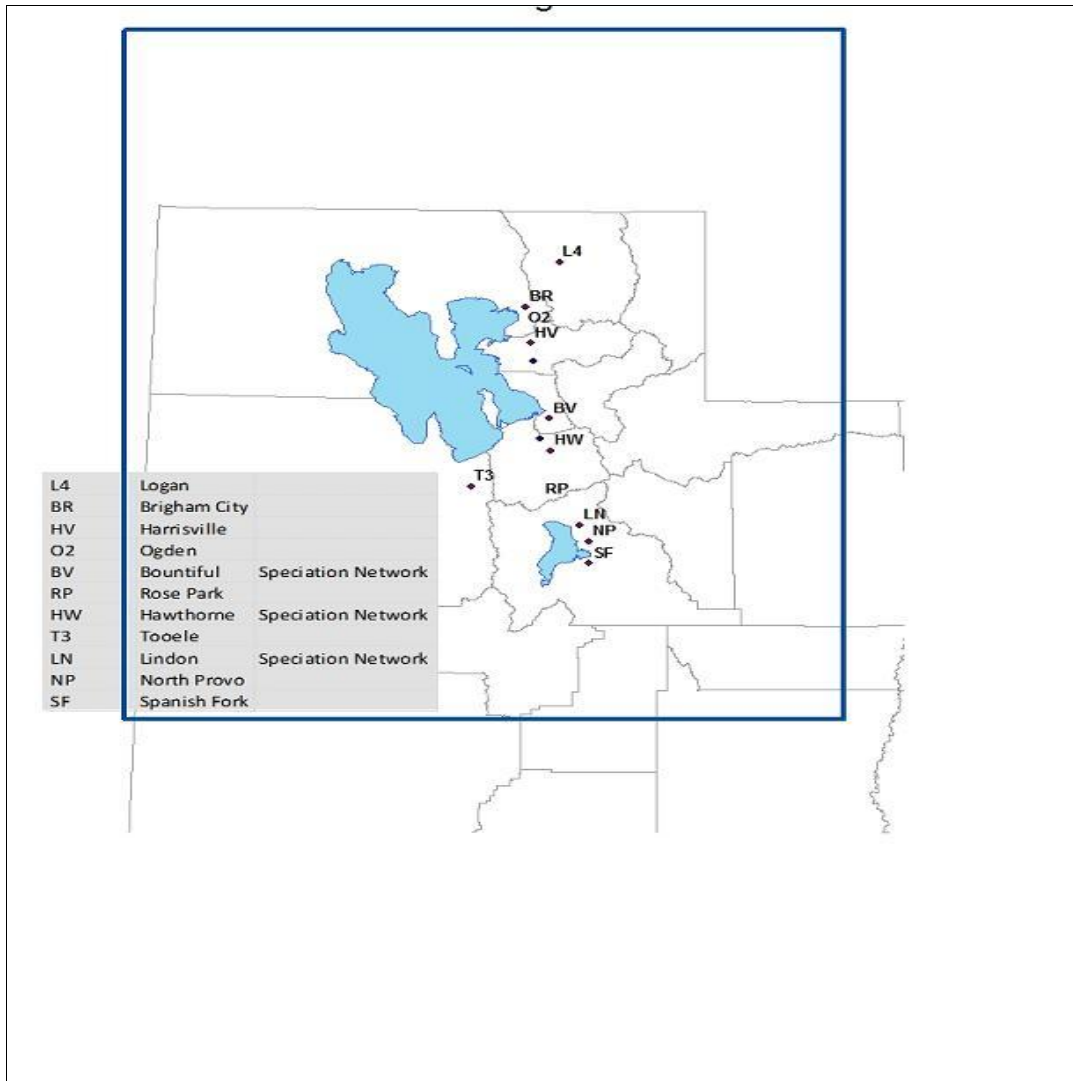 L4
BR
O2
HV
BV
HW
T3
RP
LN
NP
SF
L4 Logan
BR Brigham City
HV Harrisville
O2 Ogden
BV Bountiful Speciation Network
RP Rose Park
HW Hawthorne Speciation Network
T3 Tooele
LN Lindon Speciation Network
NP North Provo
SF Spanish Fork